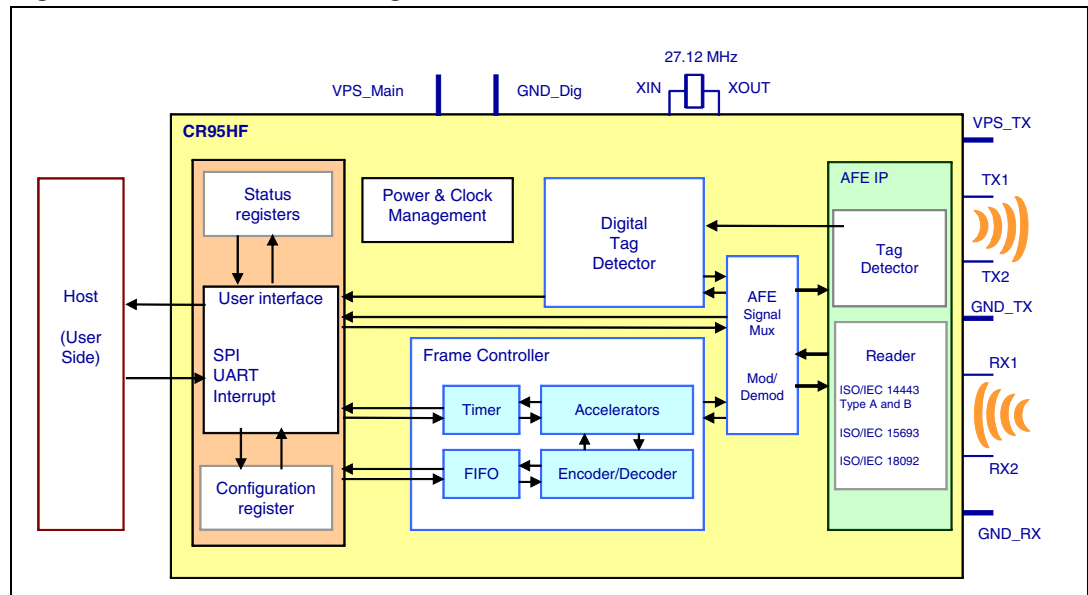 27.12 MHz
VPS_Main
GND_Dig
XIN
XOUT
CR95HF
VPS_TX
Status
registers
Power & Clock
Management
Digital
Tag
Detector
AFE IP
Tag
Detector
TX1
TX2
GND_TX
Host
(User
Side)
User interface
SPI
UART
Interrupt
AFE
Signal
Mux
Mod/
Demod
Frame Controller
Timer
Accelerators
FIFO
Encoder/Decoder
Reader
ISO/IEC 14443
Type A and B
ISO/IEC 15693
ISO/IEC 18092
RX1
RX2
Configuration
register
GND_RX